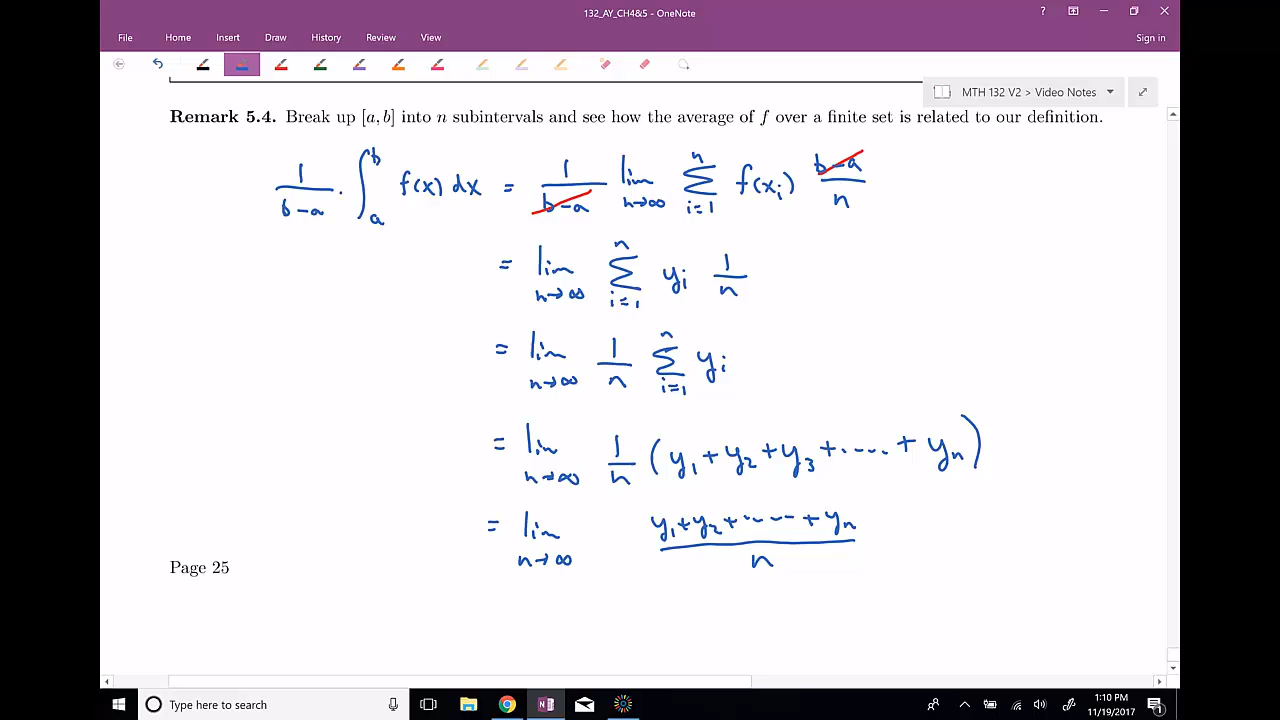 132_AY_CH4&5 - OneNote
?
File Home Insert Draw History Review View Sign in
MTH 132 V2 > Video Notes
Remark 5.4. Break up [a, b] into n subintervals and see how the average of f over a finite set is related to our definition.
1/(b-a) · ∫_a^b f(x) dx = 1/(b-a) lim_{n→∞} Σ_{i=1}^n f(x_i) (b-a)/n
= lim_{n→∞} Σ_{i=1}^n y_i 1/n
= lim_{n→∞} 1/n Σ_{i=1}^n y_i
= lim_{n→∞} 1/n (y_1 + y_2 + y_3 + ..... + y_n)
= lim_{n→∞} (y_1 + y_2 + ..... + y_n)/n
Page 25
Type here to search
1:10 PM
11/19/2017
1